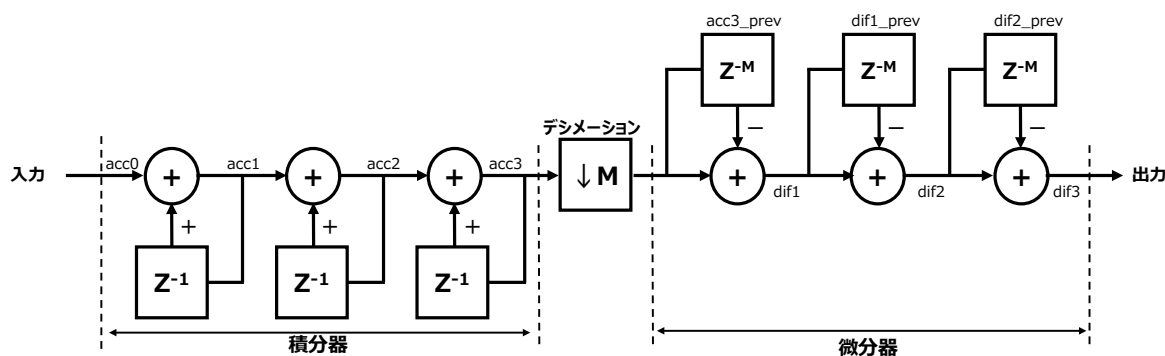 acc3_prev dif1_prev dif2_prev
Z-M Z-M Z-M
− − −
デシメーション
入力 acc0 + acc1 + acc2 + acc3 ↓M + dif1 + dif2 + dif3 出力
+ + +
Z-1 Z-1 Z-1
積分器 微分器